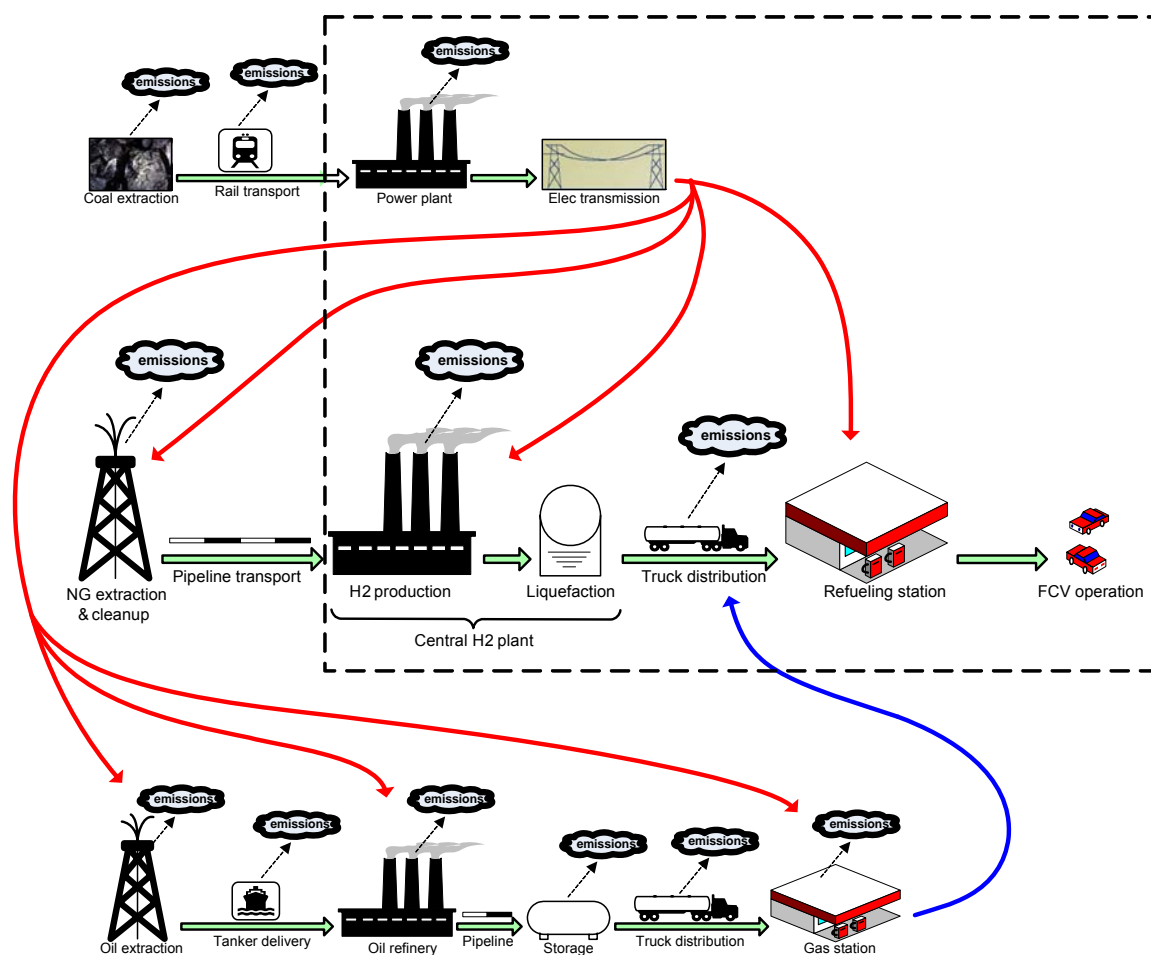 emissions
emissions
emissions
Coal extraction
Rail transport
Power plant
Elec transmission
emissions
emissions
emissions
Pipeline transport
NG extraction
& cleanup
H2 production
Liquefaction
Truck distribution
Refueling station
FCV operation
Central H2 plant
emissions
emissions
emissions
emissions
emissions
emissions
Oil extraction
Tanker delivery
Oil refinery
Pipeline
Storage
Truck distribution
Gas station